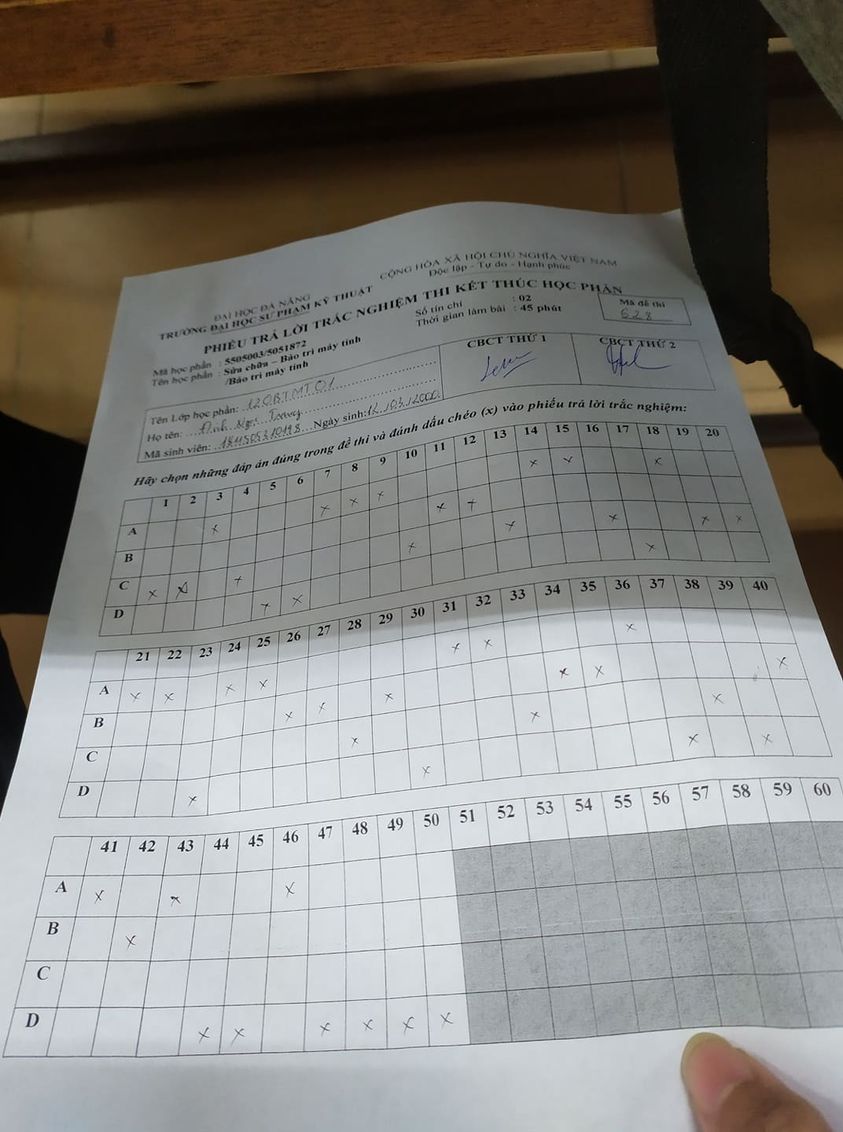 CỘNG HÒA XÃ HỘI CHỦ NGHĨA VIỆT NAM
Độc lập - Tự do - Hạnh phúc
ĐẠI HỌC ĐÀ NẴNG
TRƯỜNG ĐẠI HỌC SƯ PHẠM KỸ THUẬT
PHIẾU TRẢ LỜI TRẮC NGHIỆM THI KẾT THÚC HỌC PHẦN
Mã học phần : 5505003/5051872
Tên học phần : Sửa chữa – Bảo trì máy tính
/Bảo trì máy tính
Số tín chỉ : 02
Thời gian làm bài : 45 phút
Mã đề thi
628
Tên Lớp học phần: 120BTMT01
Họ tên: Đinh Ngọc
Mã sinh viên: Ngày sinh: 12/03/2000
CBCT THỨ 1
CBCT THỨ 2
Hãy chọn những đáp án đúng trong đề thi và đánh dấu chéo (x) vào phiếu trả lời trắc nghiệm:
1 2 3 4 5 6 7 8 9 10 11 12 13 14 15 16 17 18 19 20
A x x x x x x x
B x x x x x x
C x x x x x
D x x
21 22 23 24 25 26 27 28 29 30 31 32 33 34 35 36 37 38 39 40
A x x x x x x x
B x x x x x x
C x x x
D x x x
41 42 43 44 45 46 47 48 49 50 51 52 53 54 55 56 57 58 59 60
A x x x
B x
C
D x x x x x x